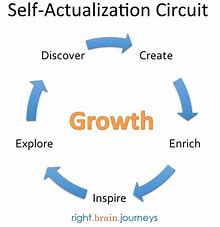 Self-Actualization Circuit
Discover
Create
Growth
Explore
Enrich
Inspire
right.brain.journeys